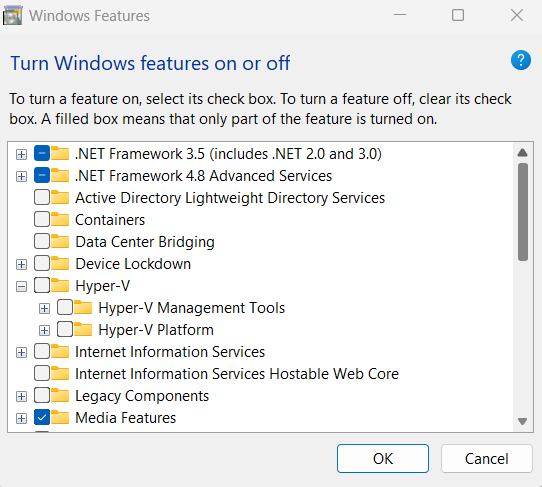 Windows Features
Turn Windows features on or off
?
To turn a feature on, select its check box. To turn a feature off, clear its check
box. A filled box means that only part of the feature is turned on.
.NET Framework 3.5 (includes .NET 2.0 and 3.0)
.NET Framework 4.8 Advanced Services
Active Directory Lightweight Directory Services
Containers
Data Center Bridging
Device Lockdown
Hyper-V
Hyper-V Management Tools
Hyper-V Platform
Internet Information Services
Internet Information Services Hostable Web Core
Legacy Components
Media Features
OK
Cancel